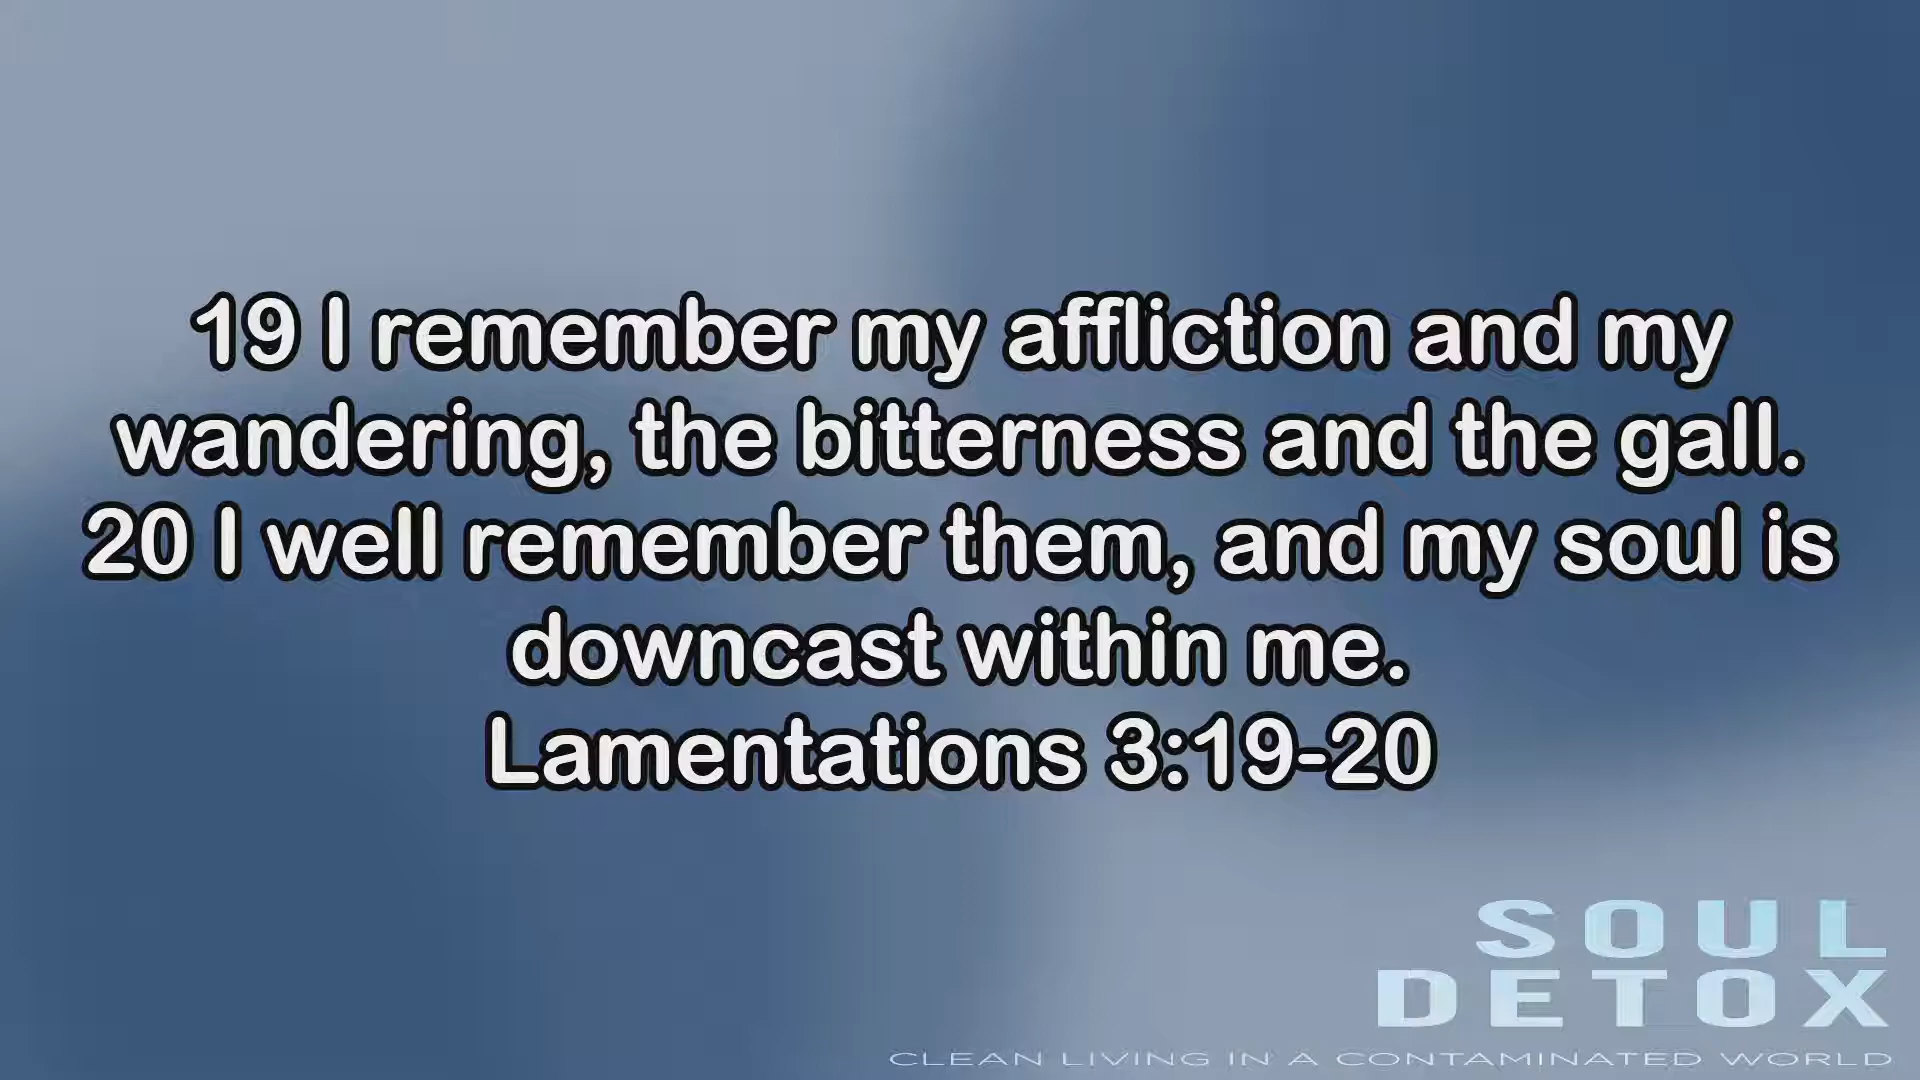 19 I remember my affliction and my
wandering, the bitterness and the gall.
20 I well remember them, and my soul is
downcast within me.
Lamentations 3:19-20
SOUL
DETOX
CLEAN LIVING IN A CONTAMINATED WORLD